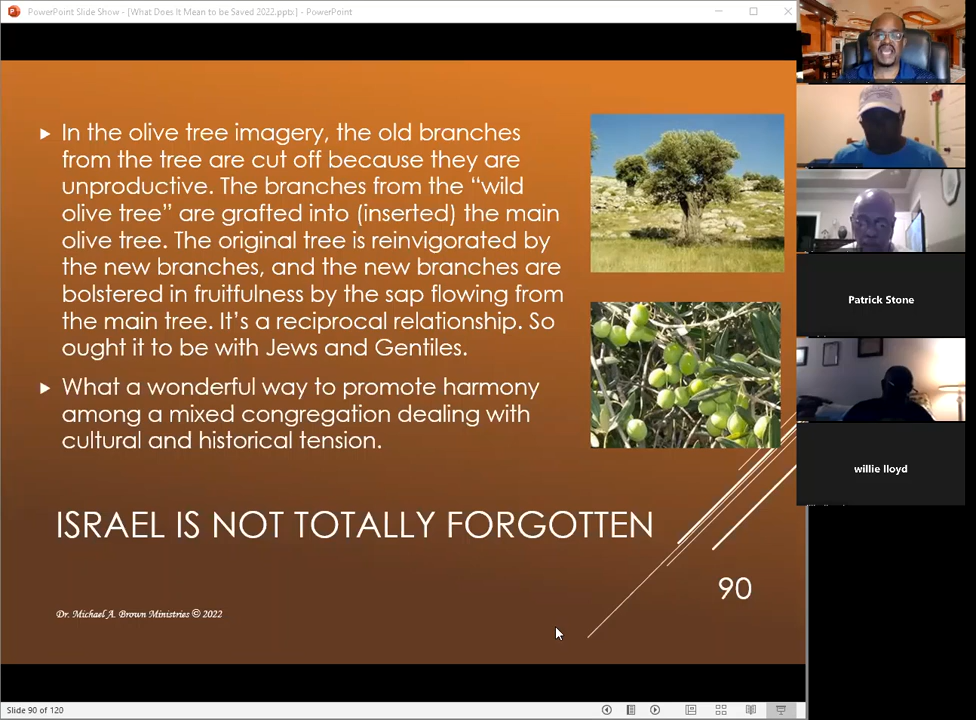 PowerPoint Slide Show - [What Does It Mean to be Saved 2022.ppb:] - PowerPoint
In the olive tree imagery, the old branches
from the tree are cut off because they are
unproductive. The branches from the “wild
olive tree” are grafted into (inserted) the main
olive tree. The original tree is reinvigorated by
the new branches, and the new branches are
bolstered in fruitfulness by the sap flowing from
the main tree. It’s a reciprocal relationship. So
ought it to be with Jews and Gentiles.
What a wonderful way to promote harmony
among a mixed congregation dealing with
cultural and historical tension.
ISRAEL IS NOT TOTALLY FORGOTTEN
90
Dr. Michael A. Brown Ministries © 2022
Slide 90 of 120
Patrick Stone
willie lloyd